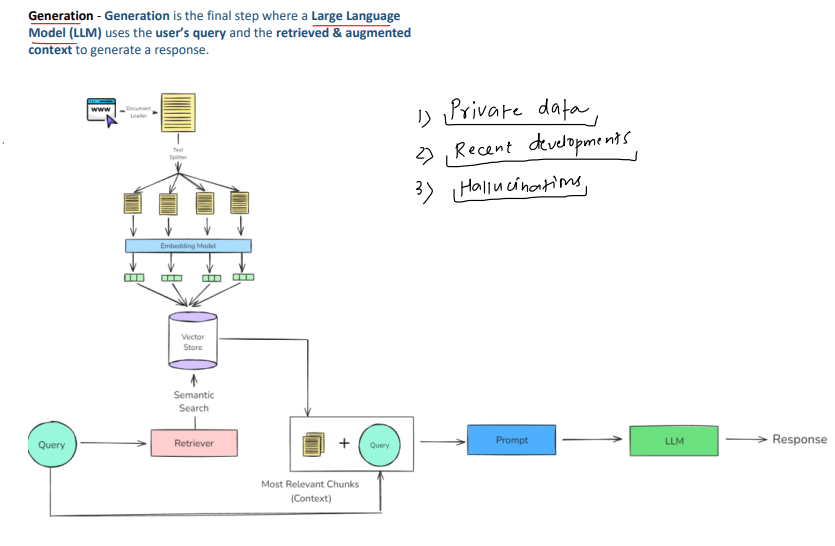 Generation - Generation is the final step where a Large Language
Model (LLM) uses the user's query and the retrieved & augmented
context to generate a response.
www
Document
Loader
1) Private data
Text
Splitter
2) Recent developments
3) Hallucinations
Embedding Model
Vector
Store
Semantic
Search
Query
Retriever
+
Query
Prompt
LLM
Response
Most Relevant Chunks
(Context)